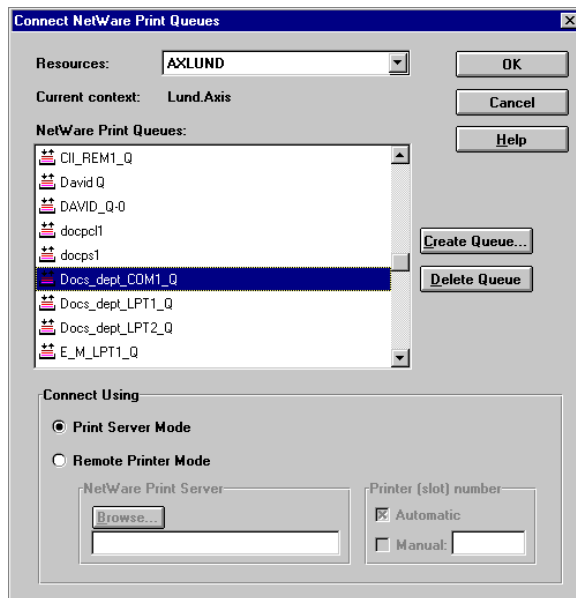 Connect NetWare Print Queues
Resources: AXLUND OK
Current context: Lund.Axis Cancel
NetWare Print Queues: Help
CII_REM1_Q
David Q
DAVID_Q-0
docpcl1
docps1
Docs_dept_COM1_Q
Docs_dept_LPT1_Q
Docs_dept_LPT2_Q
E_M_LPT1_Q
Create Queue...
Delete Queue
Connect Using
Print Server Mode
Remote Printer Mode
NetWare Print Server Printer (slot) number
Browse... Automatic
Manual: